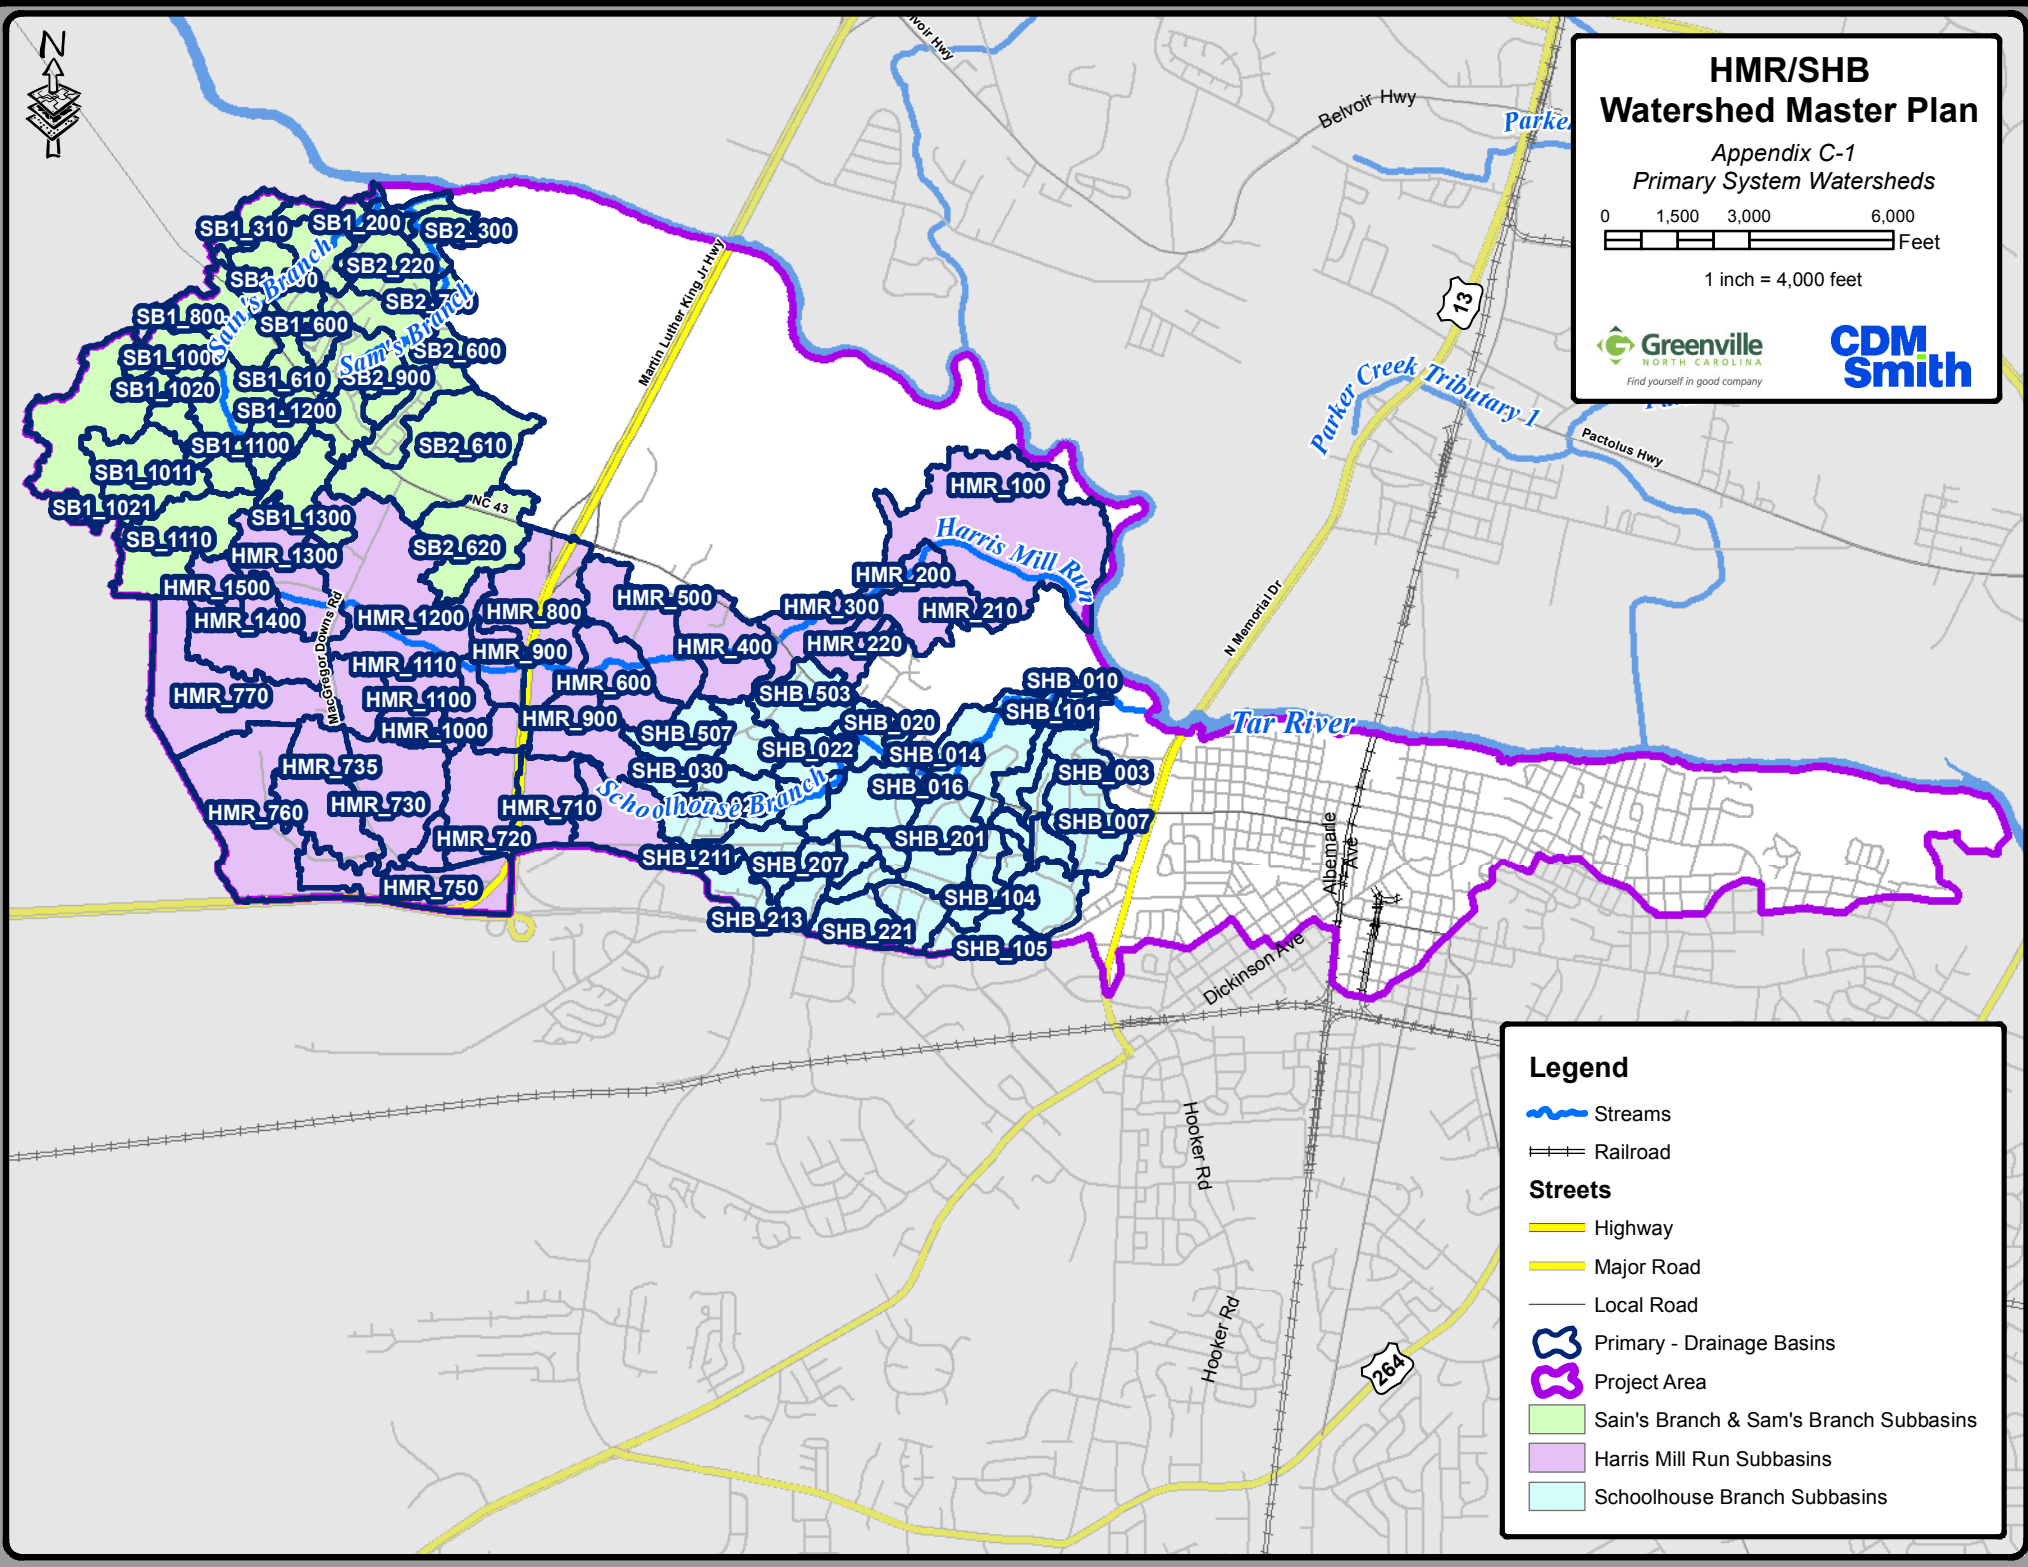 N
HMR/SHB
Watershed Master Plan
Appendix C-1
Primary System Watersheds
0 1,500 3,000 6,000
Feet
1 inch = 4,000 feet
Greenville
NORTH CAROLINA
Find yourself in good company
CDM
Smith
Belvoir Hwy
13
Parker Creek Tributary 1
Pactolus Hwy
Martin Luther King Jr Hwy
N Memorial Dr
Tar River
SB1_310
SB1_200
SB2_300
SB2_220
Sain's Branch
SB1_800
SB1_600
Sam's Branch
SB2_600
SB1_1020
SB1_610
SB2_900
SB1_1200
SB1_1100
SB2_610
SB1_1011
SB1_1021
NC 43
SB1_1300
SB_1110
SB2_620
HMR_1300
HMR_100
Harris Mill Run
HMR_1500
HMR_200
HMR_500
HMR_300
HMR_210
HMR_1400
HMR_1200
HMR_800
MacGregor Downs Rd
HMR_900
HMR_400
HMR_220
HMR_1110
HMR_600
HMR_770
HMR_1100
HMR_900
HMR_1000
SHB_503
SHB_010
SHB_101
SHB_507
SHB_020
SHB_022
SHB_014
SHB_030
SHB_016
SHB_003
Schoolhouse Branch
HMR_735
HMR_760
HMR_730
HMR_710
HMR_720
SHB_007
SHB_201
SHB_211
SHB_207
HMR_750
SHB_104
SHB_213
SHB_221
SHB_105
Albemarle
Ave
Dickinson Ave
Hooker Rd
Hooker Rd
264
Legend
Streams
Railroad
Streets
Highway
Major Road
Local Road
Primary - Drainage Basins
Project Area
Sain's Branch & Sam's Branch Subbasins
Harris Mill Run Subbasins
Schoolhouse Branch Subbasins